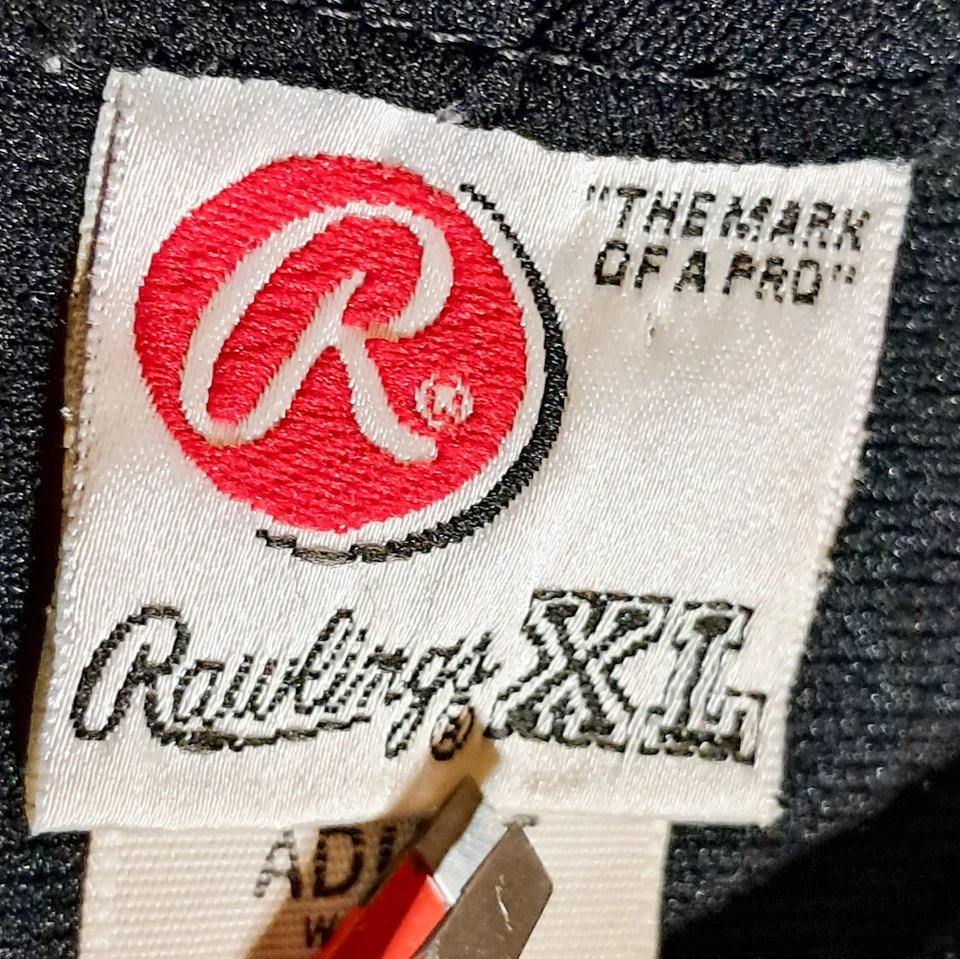 "THE MARK
OF A PRO"
R®
Rawlings® XL